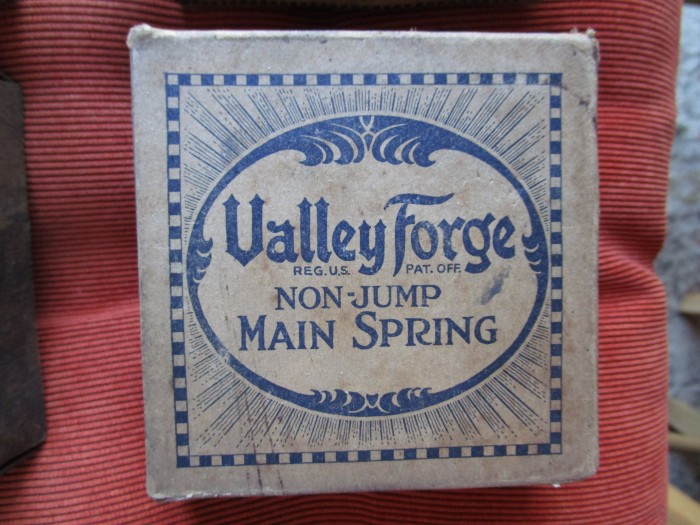 Valley Forge
REG. U.S. PAT. OFF.
NON-JUMP
MAIN SPRING